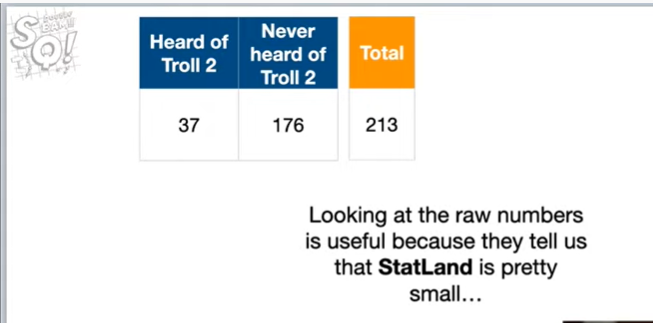 SQ!
DOUBLE
BAM!!
Heard of
Troll 2
Never
heard of
Troll 2
Total
37
176
213
Looking at the raw numbers
is useful because they tell us
that StatLand is pretty
small…